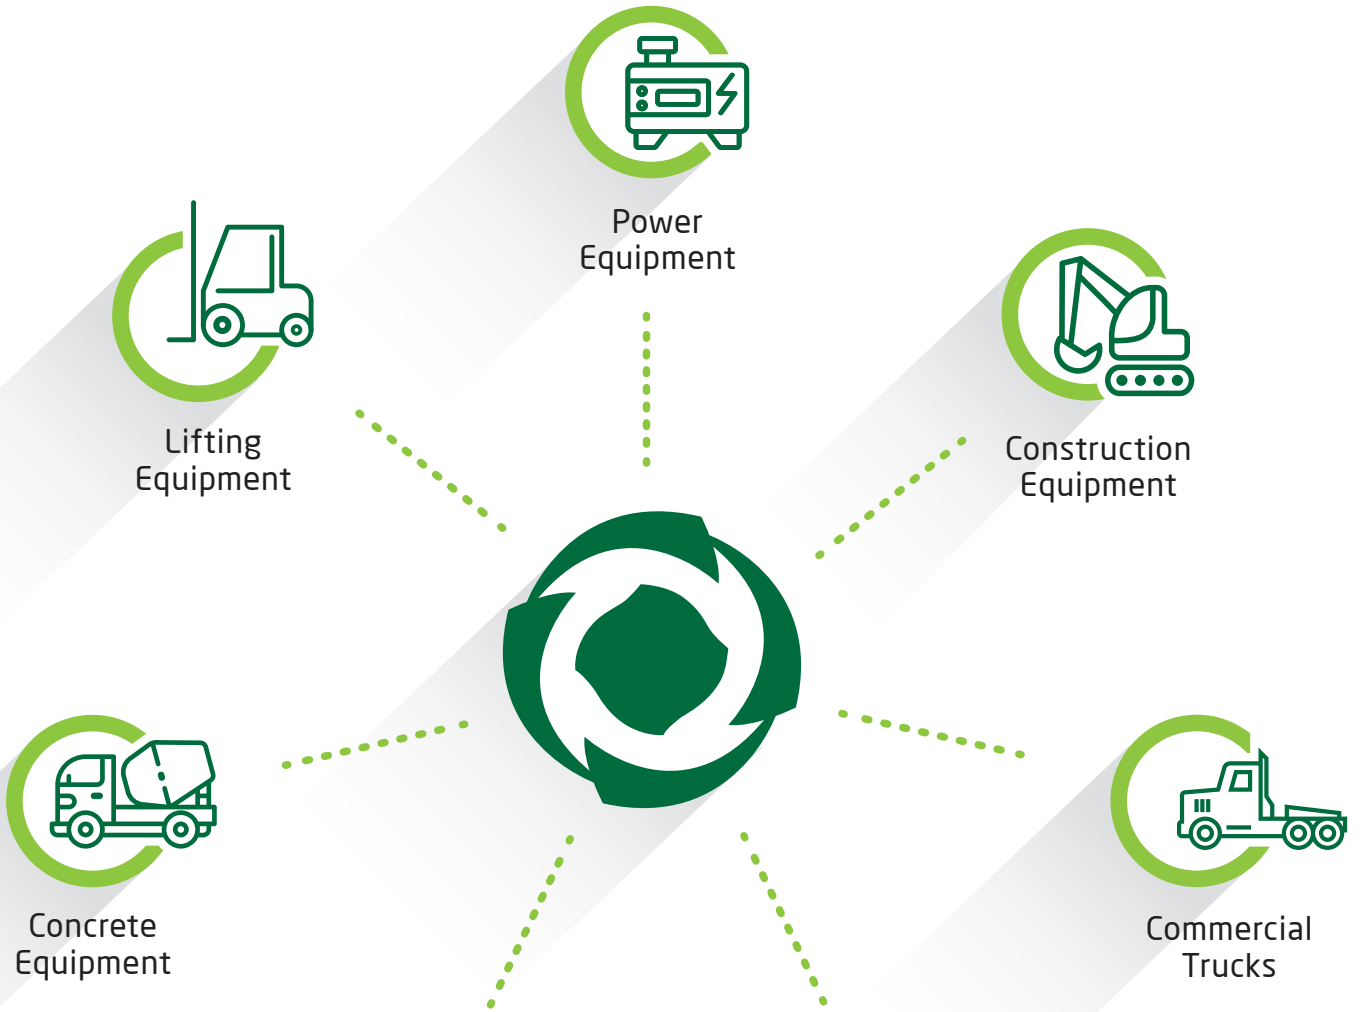 Power
Equipment
Lifting
Equipment
Construction
Equipment
Concrete
Equipment
Commercial
Trucks